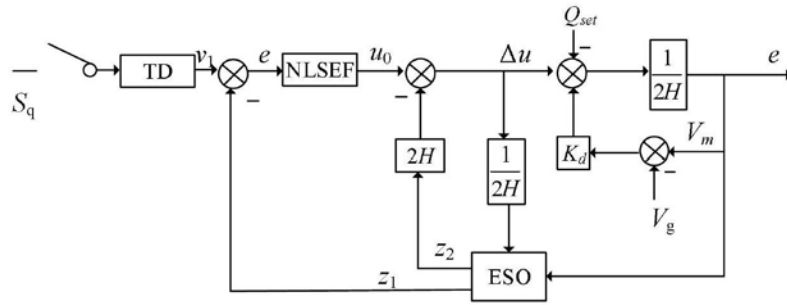 Q_set
S_q
TD
v_1
e
NLSEF
u_0
Δu
1
2H
e
2H
1
2H
K_d
V_m
V_g
z_2
z_1
ESO